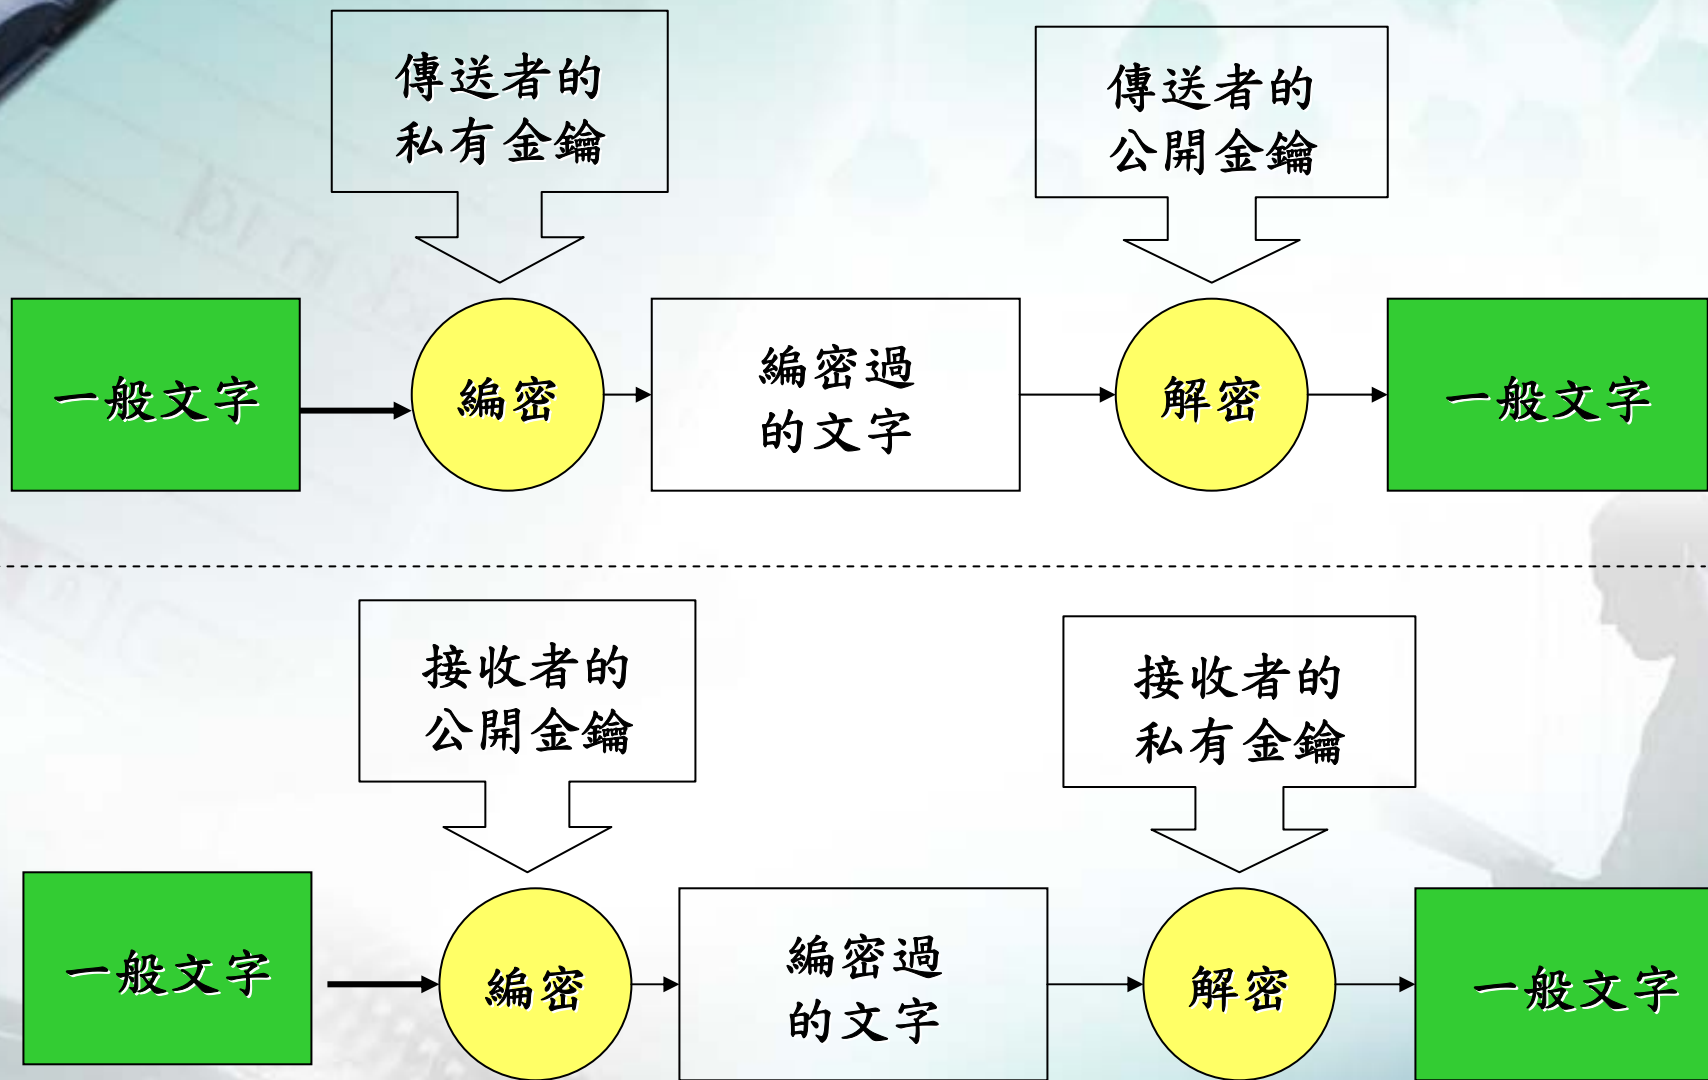 傳送者的
私有金鑰
傳送者的
公開金鑰
一般文字
編密
編密過
的文字
解密
一般文字
接收者的
公開金鑰
接收者的
私有金鑰
一般文字
編密
編密過
的文字
解密
一般文字